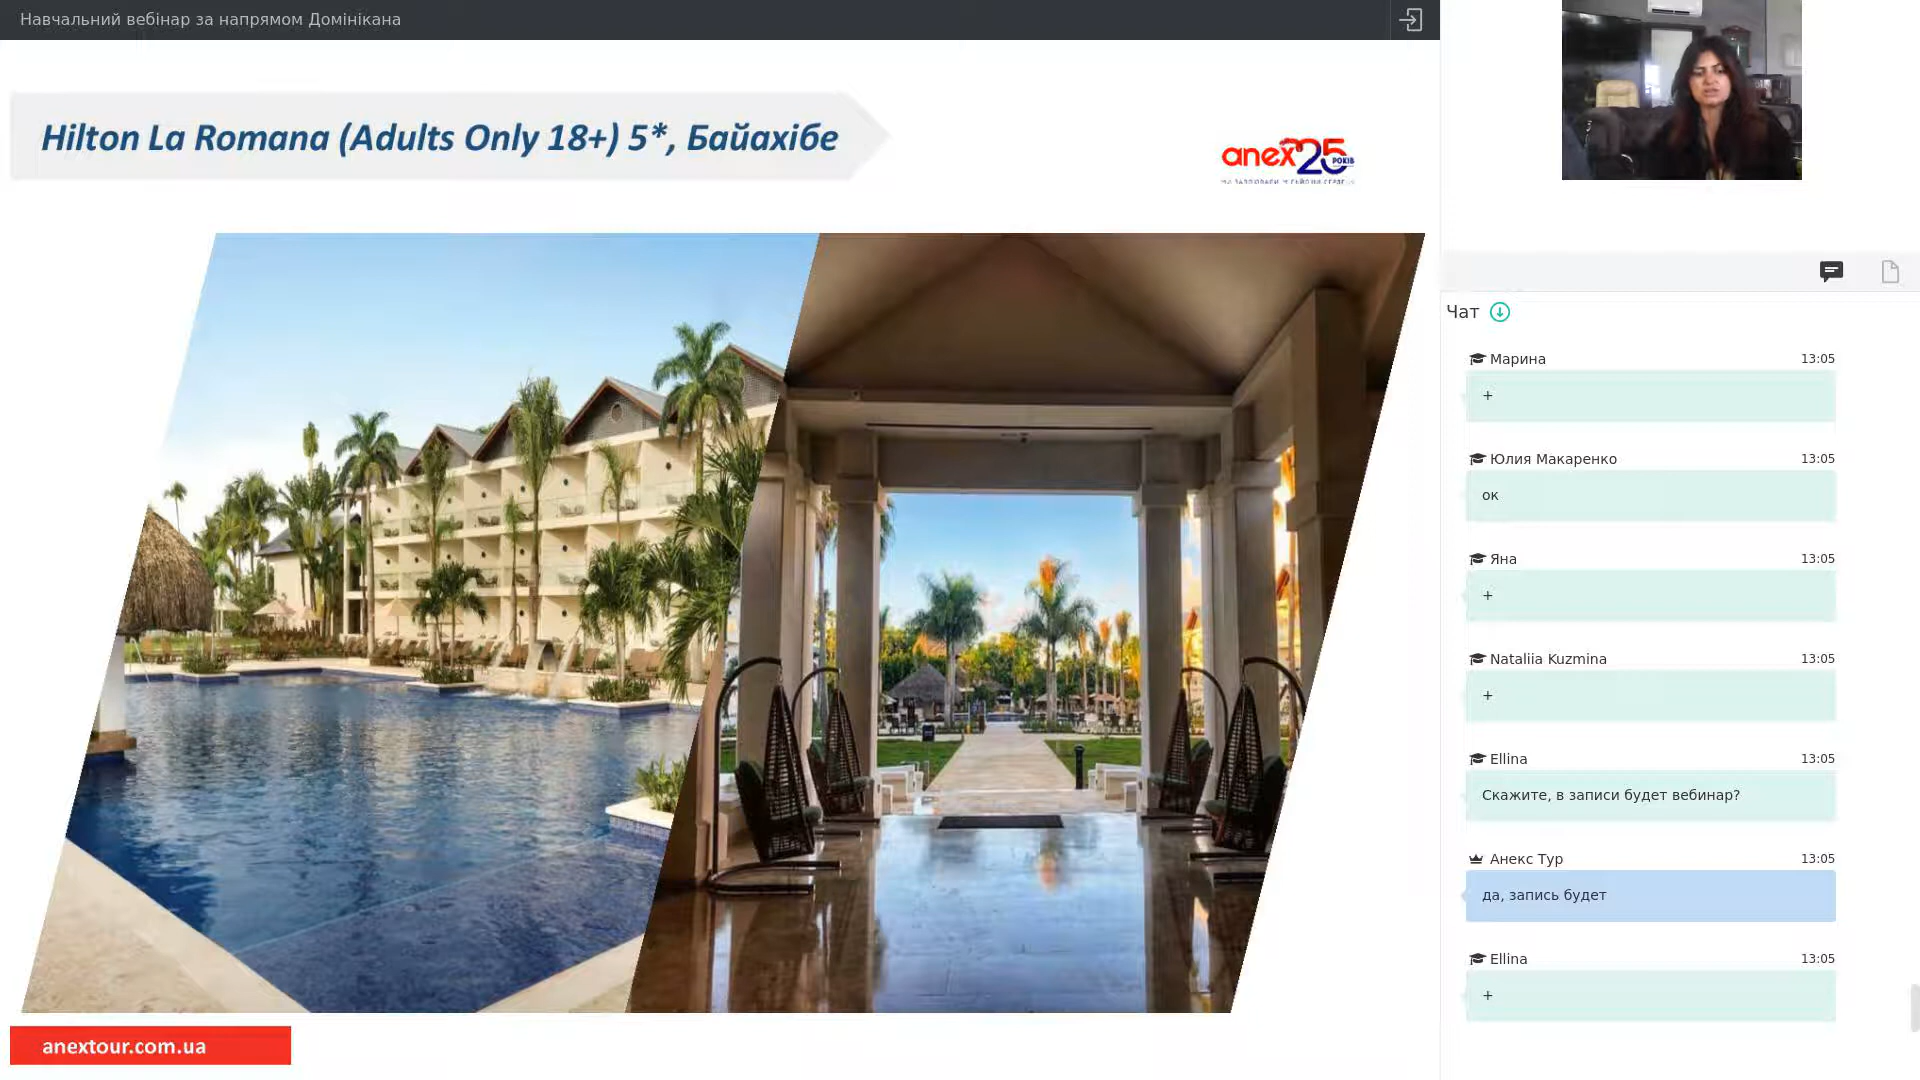 Навчальний вебінар за напрямом Домінікана
Hilton La Romana (Adults Only 18+) 5*, Байахібе
anex 25 РОКІВ
anextour.com.ua
Чат
Марина 13:05
+
Юлия Макаренко 13:05
ок
Яна 13:05
+
Nataliia Kuzmina 13:05
+
Ellina 13:05
Скажите, в записи будет вебинар?
Анекс Тур 13:05
да, запись будет
Ellina 13:05
+